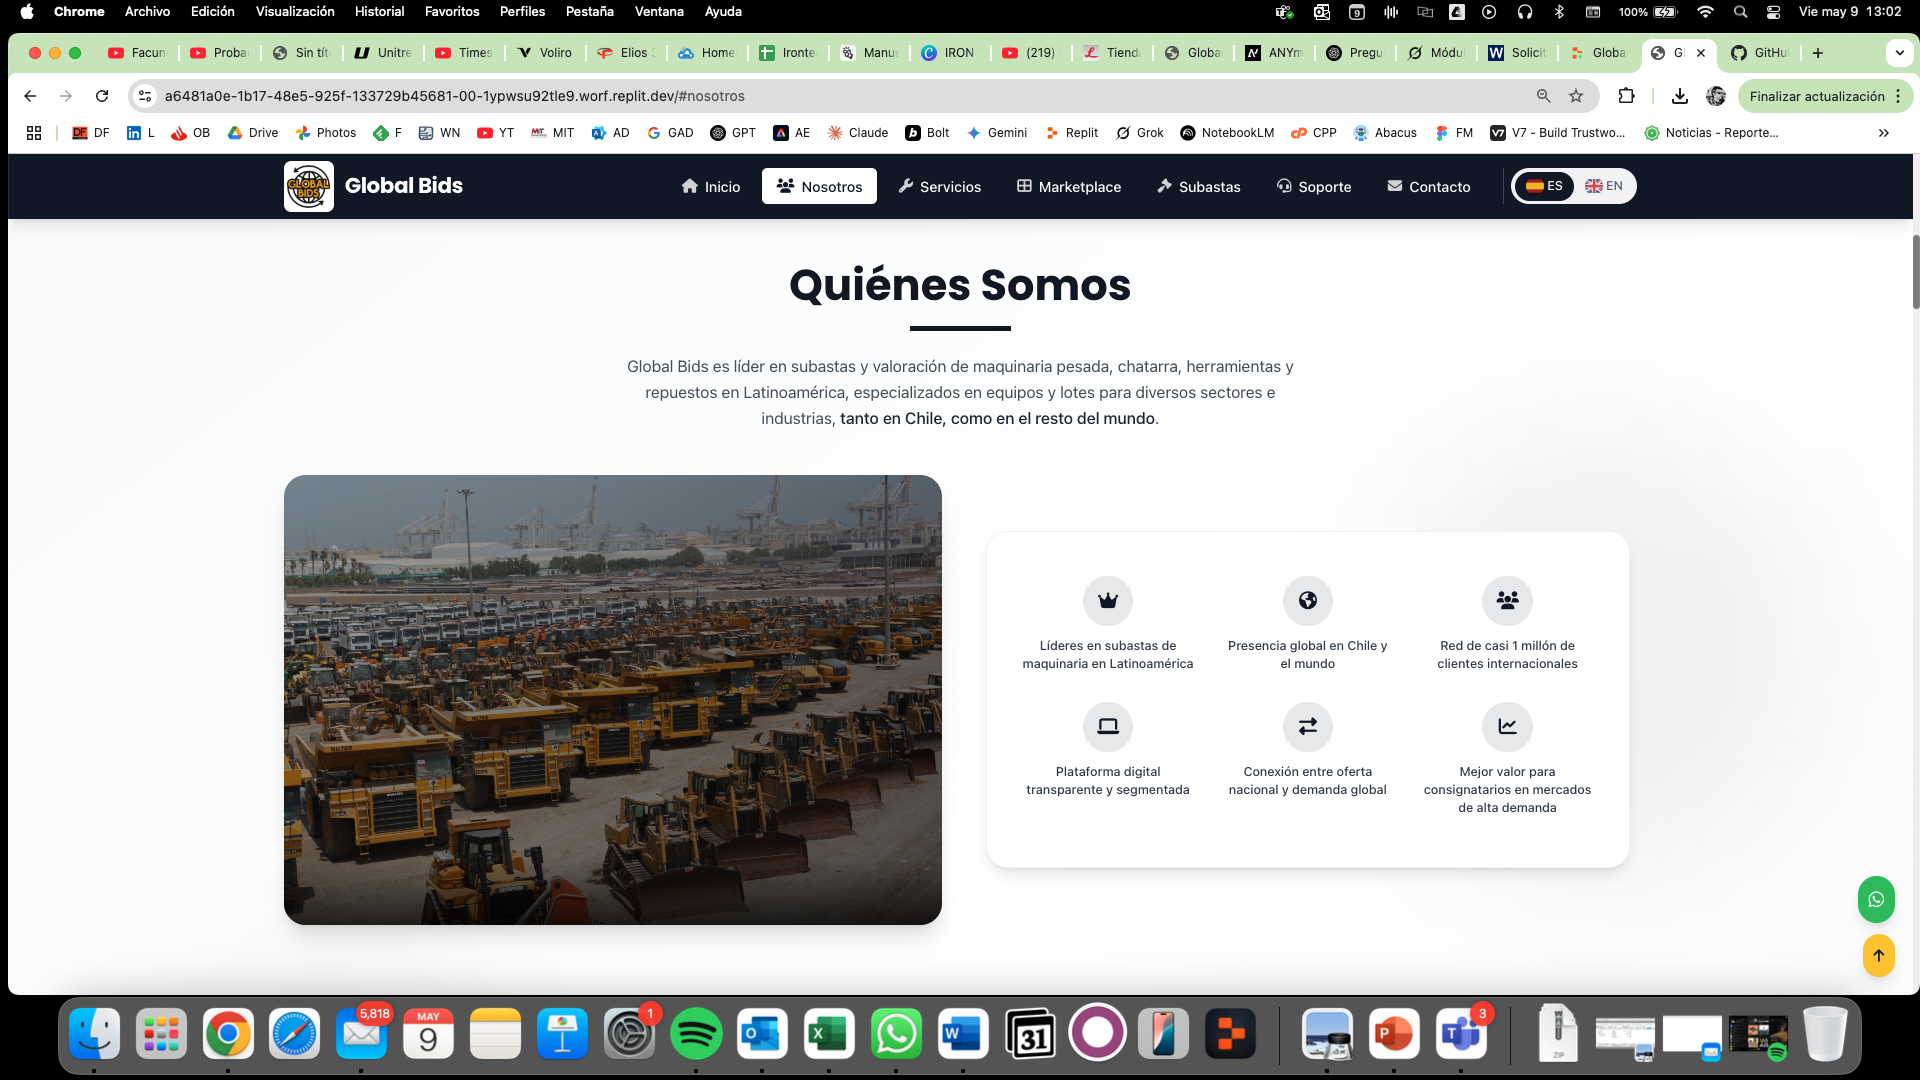 Chrome Archivo Edición Visualización Historial Favoritos Perfiles Pestaña Ventana Ayuda 9 100% Vie may 9 13:02
Facun Proba Sin tít Unitre Times Voliro Elios Home Ironte Manu IRON (219) Tienda Globa ANYm Pregu Módul Solicit Globa Gl GitHu
a6481a0e-1b17-48e5-925f-133729b45681-00-1ypwsu92tle9.worf.replit.dev/#nosotros Finalizar actualización
DF L OB Drive Photos F WN YT MIT AD GAD GPT AE Claude Bolt Gemini Replit Grok NotebookLM CPP Abacus FM V7 - Build Trustwo... Noticias - Reporte...
GLOBAL BIDS Global Bids Inicio Nosotros Servicios Marketplace Subastas Soporte Contacto ES EN
Quiénes Somos
Global Bids es líder en subastas y valoración de maquinaria pesada, chatarra, herramientas y
repuestos en Latinoamérica, especializados en equipos y lotes para diversos sectores e
industrias, tanto en Chile, como en el resto del mundo.
Líderes en subastas de
maquinaria en Latinoamérica
Presencia global en Chile y
el mundo
Red de casi 1 millón de
clientes internacionales
Plataforma digital
transparente y segmentada
Conexión entre oferta
nacional y demanda global
Mejor valor para
consignatarios en mercados
de alta demanda
5,818 MAY 9 1 31 3 ZIP